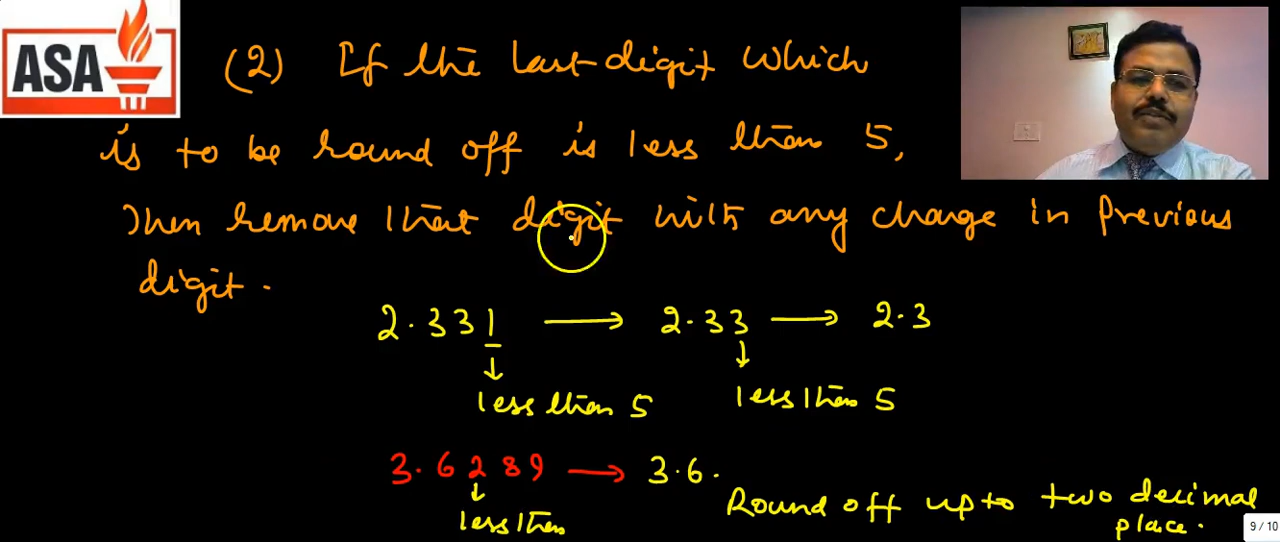 ASA
(2) If the last digit which
is to be round off is less than 5,
Then remove that digit with any change in Previous
digit.
2.331 → 2.33 → 2.3
less than 5 less than 5
3.6289 → 3.6.
less then
Round off up to two decimal
place.
9 / 10